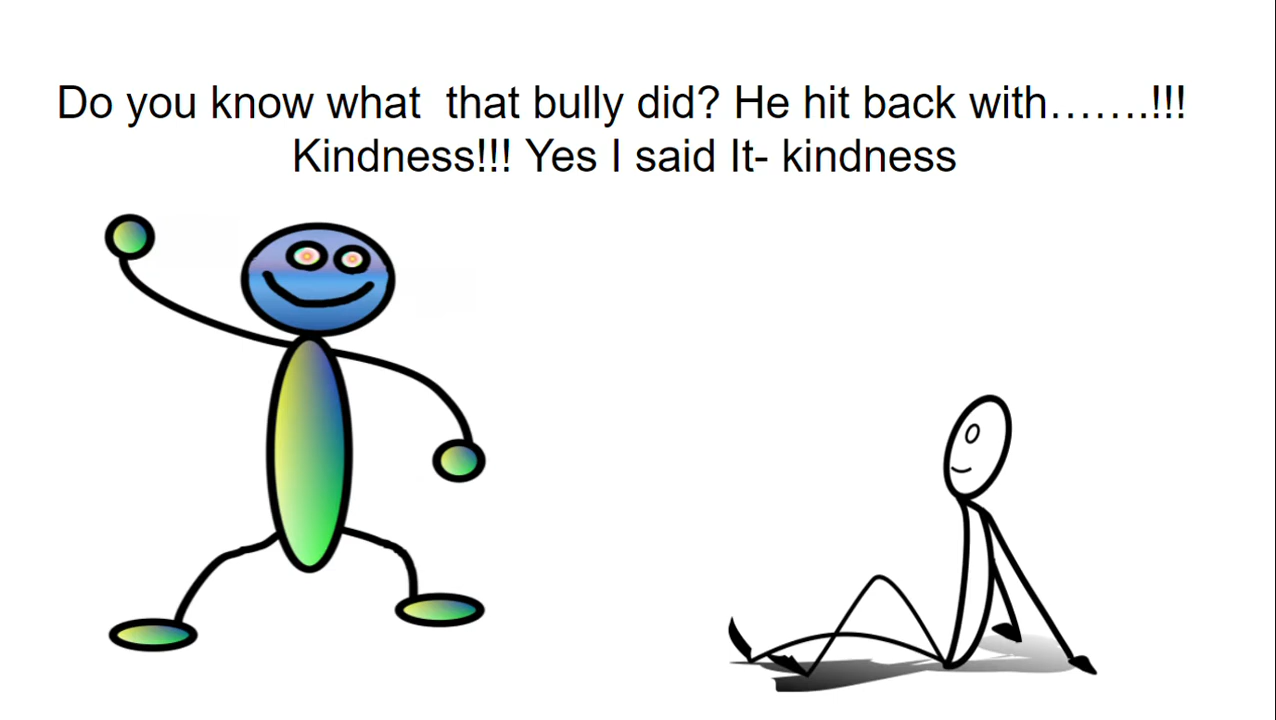 Do you know what  that bully did? He hit back with…….!!!
Kindness!!! Yes I said It- kindness